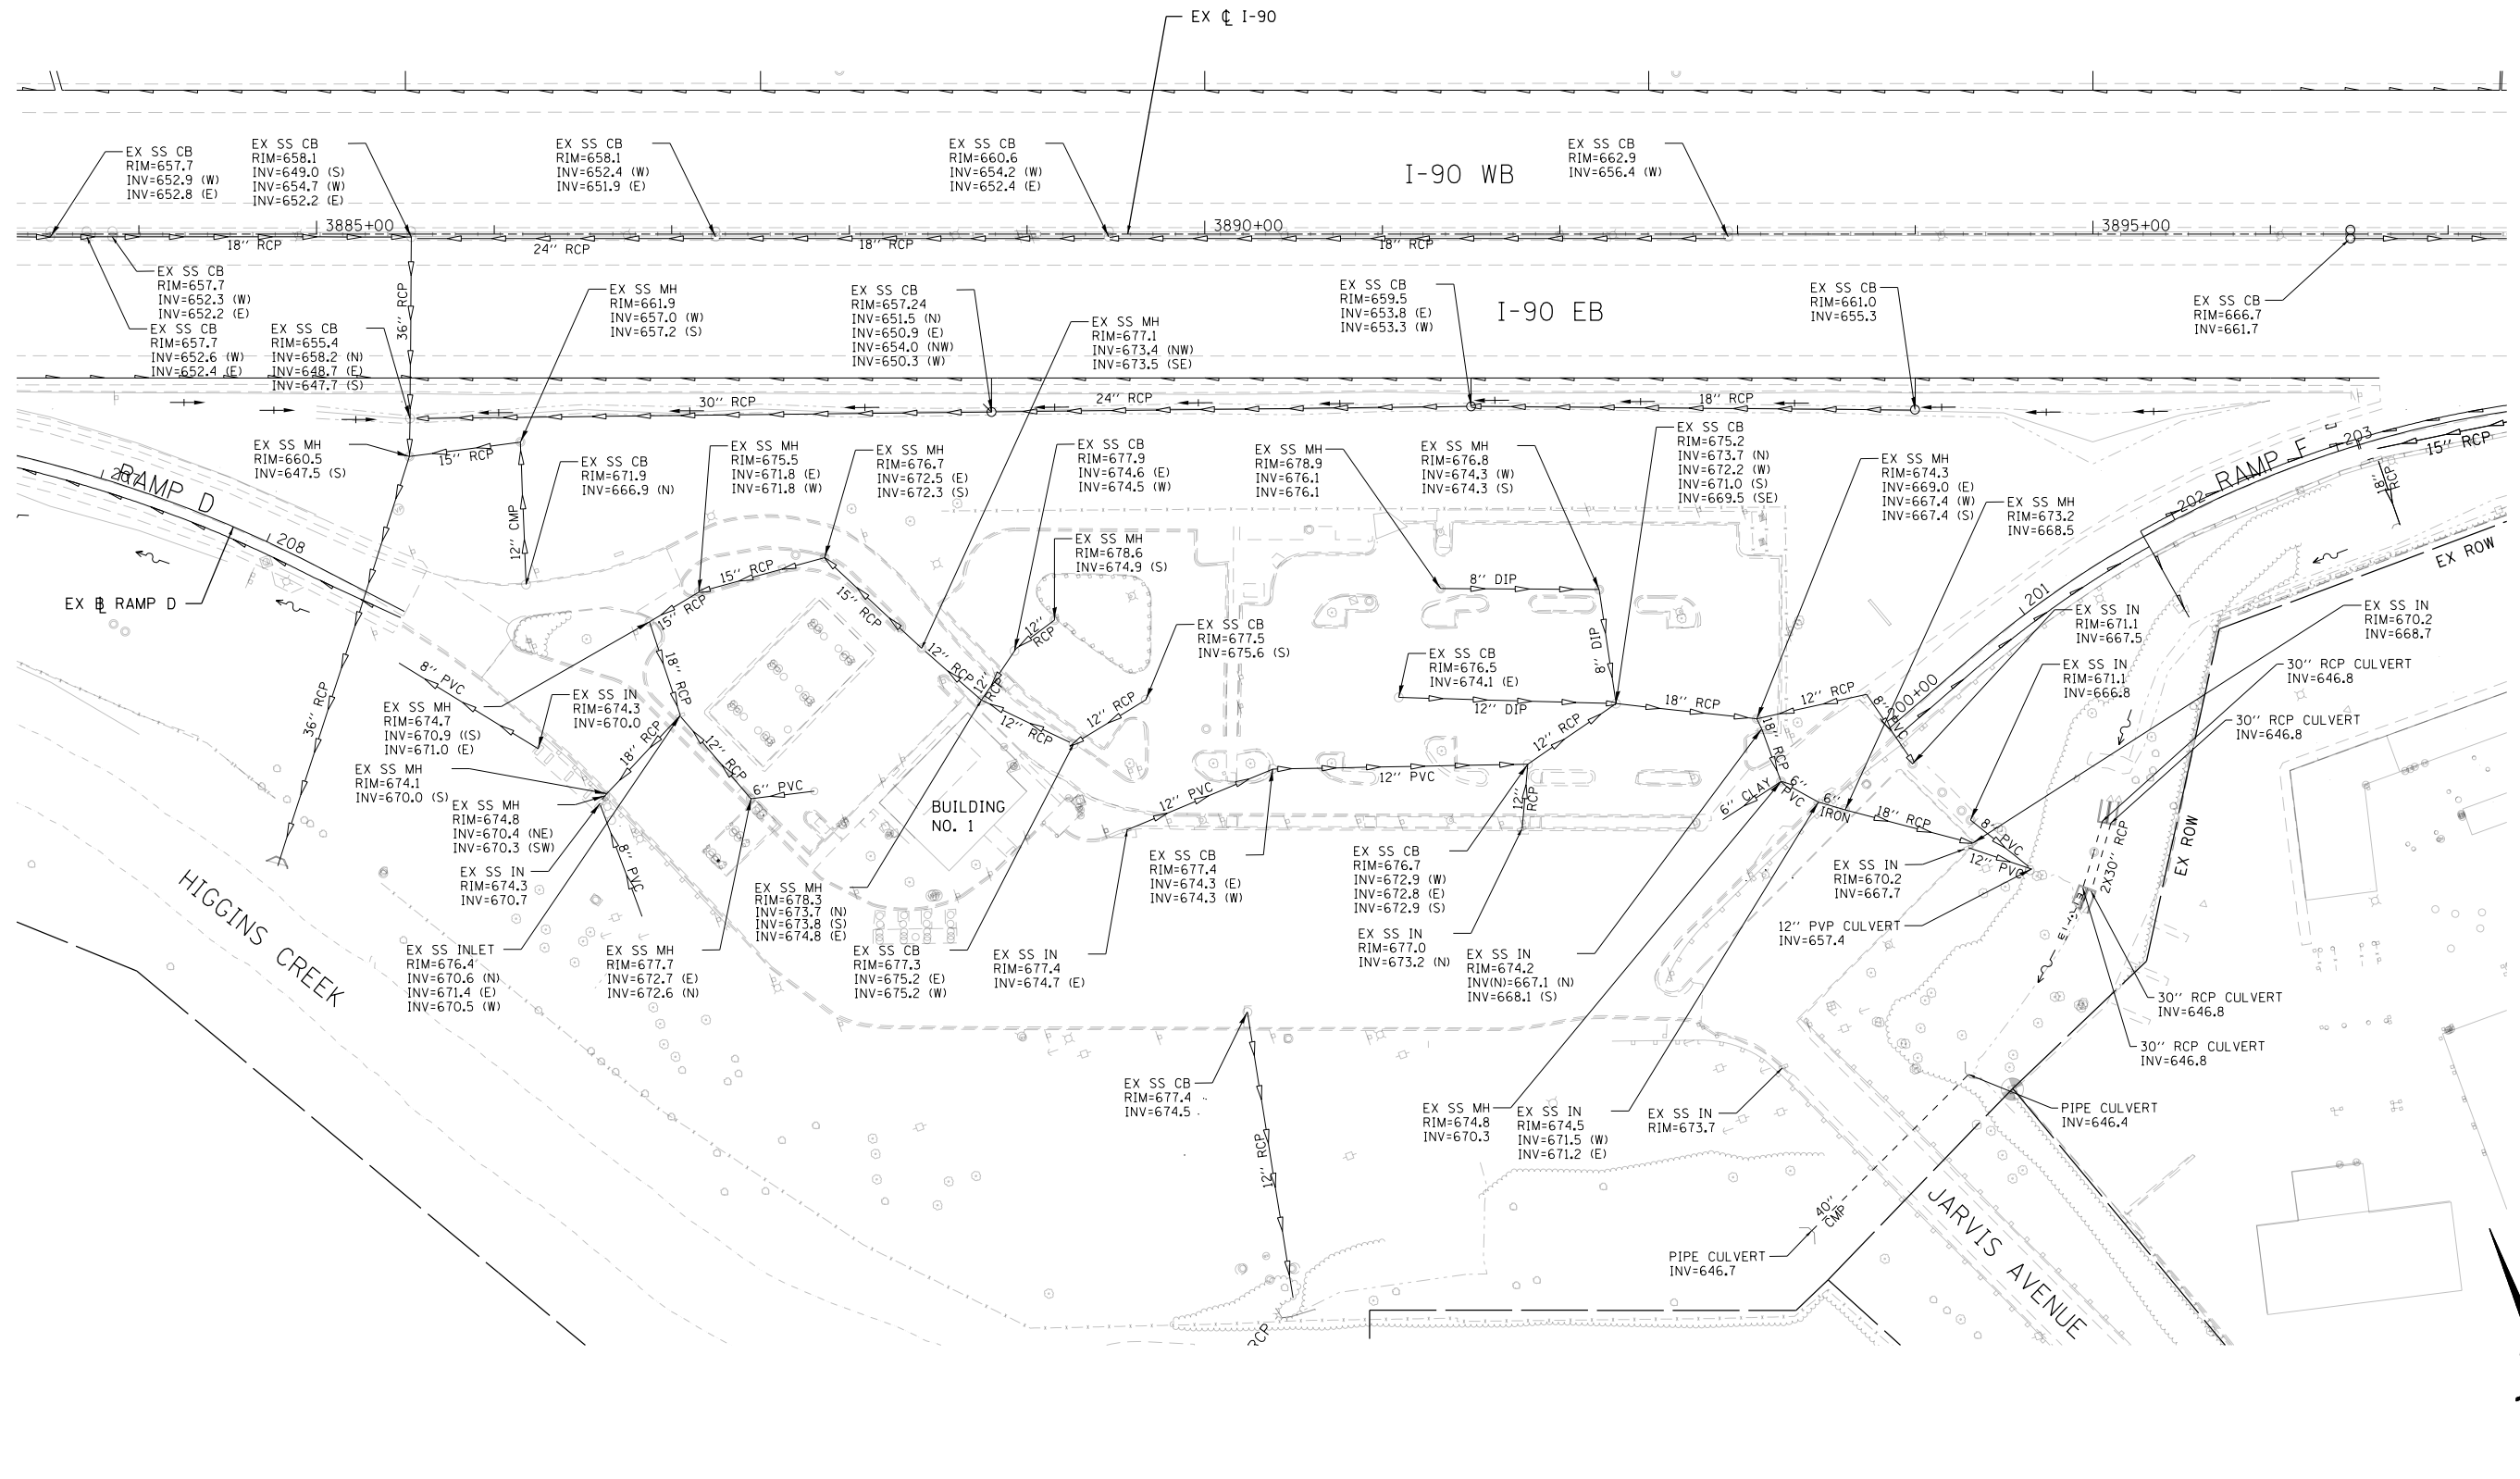 EX ℄ I-90
EX SS CB
RIM=657.7
INV=652.9 (W)
INV=652.8 (E)
EX SS CB
RIM=658.1
INV=649.0 (S)
INV=654.7 (W)
INV=652.2 (E)
EX SS CB
RIM=658.1
INV=652.4 (W)
INV=651.9 (E)
EX SS CB
RIM=660.6
INV=654.2 (W)
INV=652.4 (E)
EX SS CB
RIM=662.9
INV=656.4 (W)
I-90 WB
3885+00
3890+00
3895+00
18'' RCP
24'' RCP
18'' RCP
18'' RCP
EX SS CB
RIM=657.7
INV=652.3 (W)
INV=652.2 (E)
EX SS CB
RIM=657.7
INV=652.6 (W)
INV=652.4 (E)
EX SS CB
RIM=655.4
INV=658.2 (N)
INV=648.7 (E)
INV=647.7 (S)
36'' RCP
EX SS MH
RIM=661.9
INV=657.0 (W)
INV=657.2 (S)
EX SS CB
RIM=657.24
INV=651.5 (N)
INV=650.9 (E)
INV=654.0 (NW)
INV=650.3 (W)
EX SS MH
RIM=677.1
INV=673.4 (NW)
INV=673.5 (SE)
EX SS CB
RIM=659.5
INV=653.8 (E)
INV=653.3 (W)
I-90 EB
EX SS CB
RIM=661.0
INV=655.3
EX SS CB
RIM=666.7
INV=661.7
30'' RCP
24'' RCP
18'' RCP
EX SS MH
RIM=660.5
INV=647.5 (S)
15'' RCP
EX SS CB
RIM=671.9
INV=666.9 (N)
EX SS MH
RIM=675.5
INV=671.8 (E)
INV=671.8 (W)
EX SS MH
RIM=676.7
INV=672.5 (E)
INV=672.3 (S)
EX SS CB
RIM=677.9
INV=674.6 (E)
INV=674.5 (W)
EX SS MH
RIM=678.9
INV=676.1
INV=676.1
EX SS MH
RIM=676.8
INV=674.3 (W)
INV=674.3 (S)
EX SS CB
RIM=675.2
INV=673.7 (N)
INV=672.2 (W)
INV=671.0 (S)
INV=669.5 (SE)
EX SS MH
RIM=674.3
INV=669.0 (E)
INV=667.4 (W)
INV=667.4 (S)
EX SS MH
RIM=673.2
INV=668.5
RAMP F
203
202
201
200+00
15'' RCP
18'' RCP
EX ROW
RAMP D
207
208
EX ⅊ RAMP D
12'' CMP
15'' RCP
15'' RCP
15'' RCP
EX SS MH
RIM=678.6
INV=674.9 (S)
12'' RCP
12'' RCP
12'' RCP
EX SS CB
RIM=677.5
INV=675.6 (S)
8'' DIP
8'' DIP
EX SS CB
RIM=676.5
INV=674.1 (E)
12'' DIP
18'' RCP
12'' RCP
8'' PVC
EX SS IN
RIM=671.1
INV=667.5
EX SS IN
RIM=670.2
INV=668.7
EX SS IN
RIM=671.1
INV=666.8
30'' RCP CULVERT
INV=646.8
30'' RCP CULVERT
INV=646.8
8'' PVC
36'' RCP
EX SS MH
RIM=674.7
INV=670.9 ((S)
INV=671.0 (E)
EX SS IN
RIM=674.3
INV=670.0
18'' RCP
18'' RCP
12'' RCP
6'' PVC
12'' RCP
12'' RCP
EX SS MH
RIM=674.1
INV=670.0 (S)
EX SS MH
RIM=674.8
INV=670.4 (NE)
INV=670.3 (SW)
EX SS IN
RIM=674.3
INV=670.7
8'' PVC
BUILDING
NO. 1
12'' PVC
12'' PVC
12'' RCP
12'' RCP
18'' RCP
6'' CLAY
6'' PVC
6'' IRON
18'' RCP
8'' PVC
12'' PVC
2X30'' RCP
EX ROW
HIGGINS CREEK
EX SS MH
RIM=678.3
INV=673.7 (N)
INV=673.8 (S)
INV=674.8 (E)
EX SS CB
RIM=677.4
INV=674.3 (E)
INV=674.3 (W)
EX SS CB
RIM=676.7
INV=672.9 (W)
INV=672.8 (E)
INV=672.9 (S)
EX SS IN
RIM=670.2
INV=667.7
12'' PVP CULVERT
INV=657.4
EX SS INLET
RIM=676.4
INV=670.6 (N)
INV=671.4 (E)
INV=670.5 (W)
EX SS MH
RIM=677.7
INV=672.7 (E)
INV=672.6 (N)
EX SS CB
RIM=677.3
INV=675.2 (E)
INV=675.2 (W)
EX SS IN
RIM=677.4
INV=674.7 (E)
EX SS IN
RIM=677.0
INV=673.2 (N)
EX SS IN
RIM=674.2
INV(N)=667.1 (N)
INV=668.1 (S)
30'' RCP CULVERT
INV=646.8
30'' RCP CULVERT
INV=646.8
EX SS CB
RIM=677.4
INV=674.5
12'' RCP
EX SS MH
RIM=674.8
INV=670.3
EX SS IN
RIM=674.5
INV=671.5 (W)
INV=671.2 (E)
EX SS IN
RIM=673.7
PIPE CULVERT
INV=646.4
40'' CMP
PIPE CULVERT
INV=646.7
JARVIS AVENUE
RCP